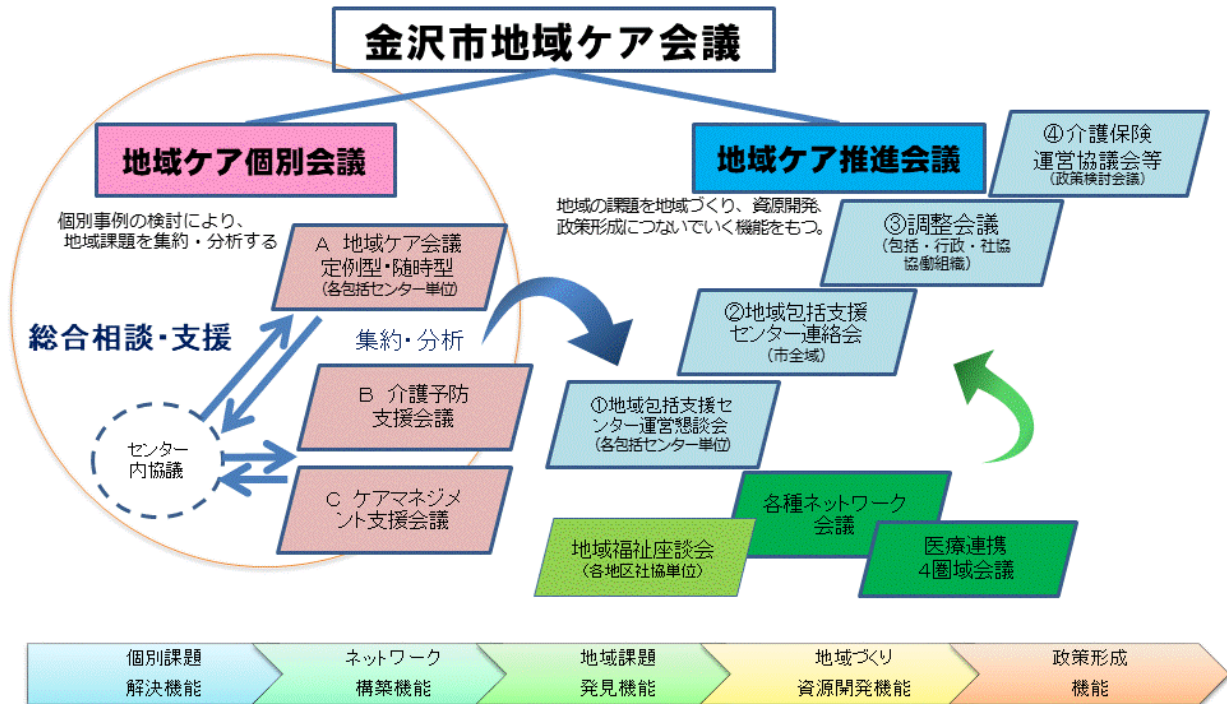 金沢市地域ケア会議
地域ケア個別会議
個別事例の検討により、
地域課題を集約・分析する
A 地域ケア会議
定例型・随時型
(各包括センター単位)
総合相談・支援
集約・分析
B 介護予防
支援会議
センター
内協議
C ケアマネジメ
ント支援会議
地域ケア推進会議
地域の課題を地域づくり、資源開発、
政策形成につないでいく機能をもつ。
④介護保険
運営協議会等
(政策検討会議)
③調整会議
(包括・行政・社協
協働組織)
②地域包括支援
センター連絡会
(市全域)
①地域包括支援セ
ンター運営懇談会
(各包括センター単位)
各種ネットワーク
会議
地域福祉座談会
(各地区社協単位)
医療連携
4圏域会議
個別課題
解決機能
ネットワーク
構築機能
地域課題
発見機能
地域づくり
資源開発機能
政策形成
機能